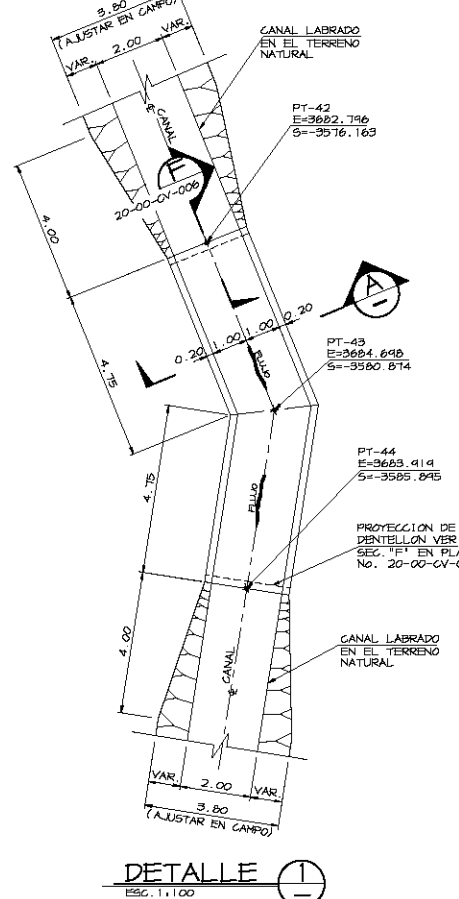 3.80
(AJUSTAR EN CAMPO)
VAR.
2.00
VAR.
CANAL LABRADO
EN EL TERRENO
NATURAL
℄ CANAL
PT-42
E=3682.796
S=-3576.163
F
20-00-CV-006
4.00
A
0.20
1.00
1.00
0.20
4.75
FLUJO
PT-43
E=3684.698
S=-3580.874
4.75
FLUJO
PT-44
E=3683.919
S=-3585.895
PROYECCION DE
DENTELLON VER
SEC. "F" EN
No. 20-00-CV-
4.00
℄ CANAL
CANAL LABRADO
EN EL TERRENO
NATURAL
VAR.
2.00
VAR.
3.80
(AJUSTAR EN CAMPO)
DETALLE 1
ESC. 1:100